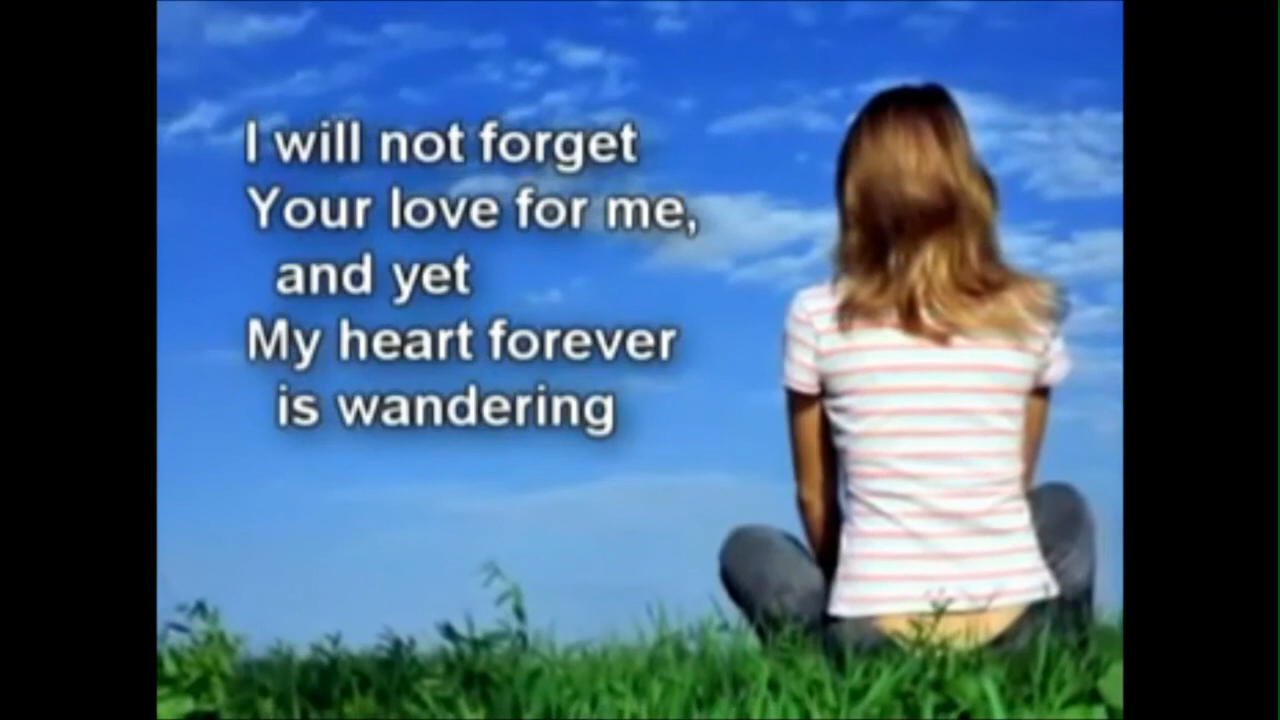 I will not forget
Your love for me,
and yet
My heart forever
is wandering